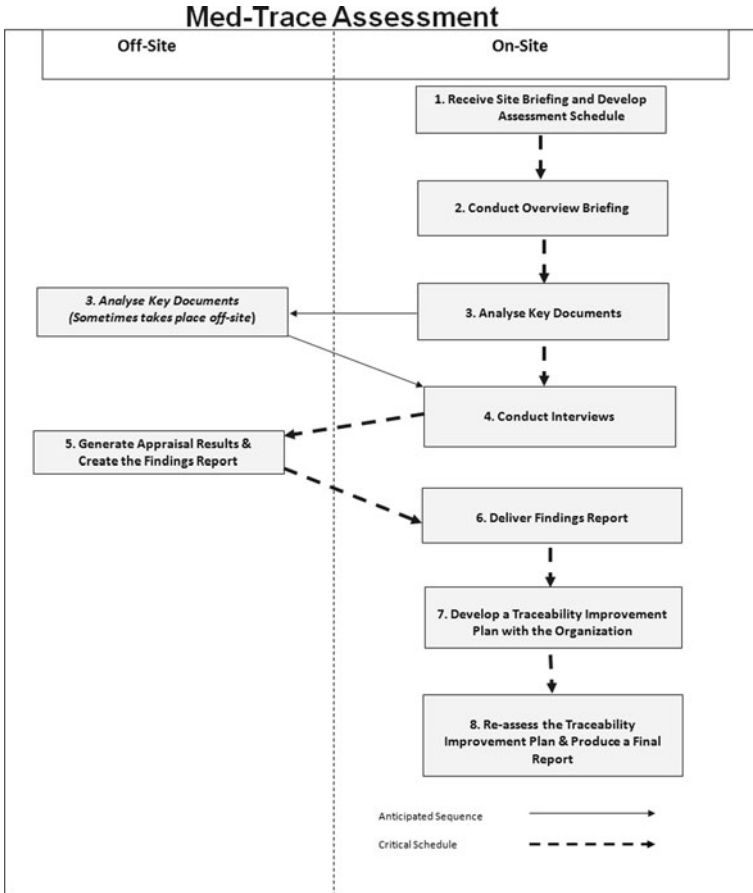 Med-Trace Assessment
Off-Site
On-Site
1. Receive Site Briefing and Develop
Assessment Schedule
2. Conduct Overview Briefing
3. Analyse Key Documents
(Sometimes takes place off-site)
3. Analyse Key Documents
4. Conduct Interviews
5. Generate Appraisal Results &
Create the Findings Report
6. Deliver Findings Report
7. Develop a Traceability Improvement
Plan with the Organization
8. Re-assess the Traceability
Improvement Plan & Produce a Final
Report
Anticipated Sequence
Critical Schedule